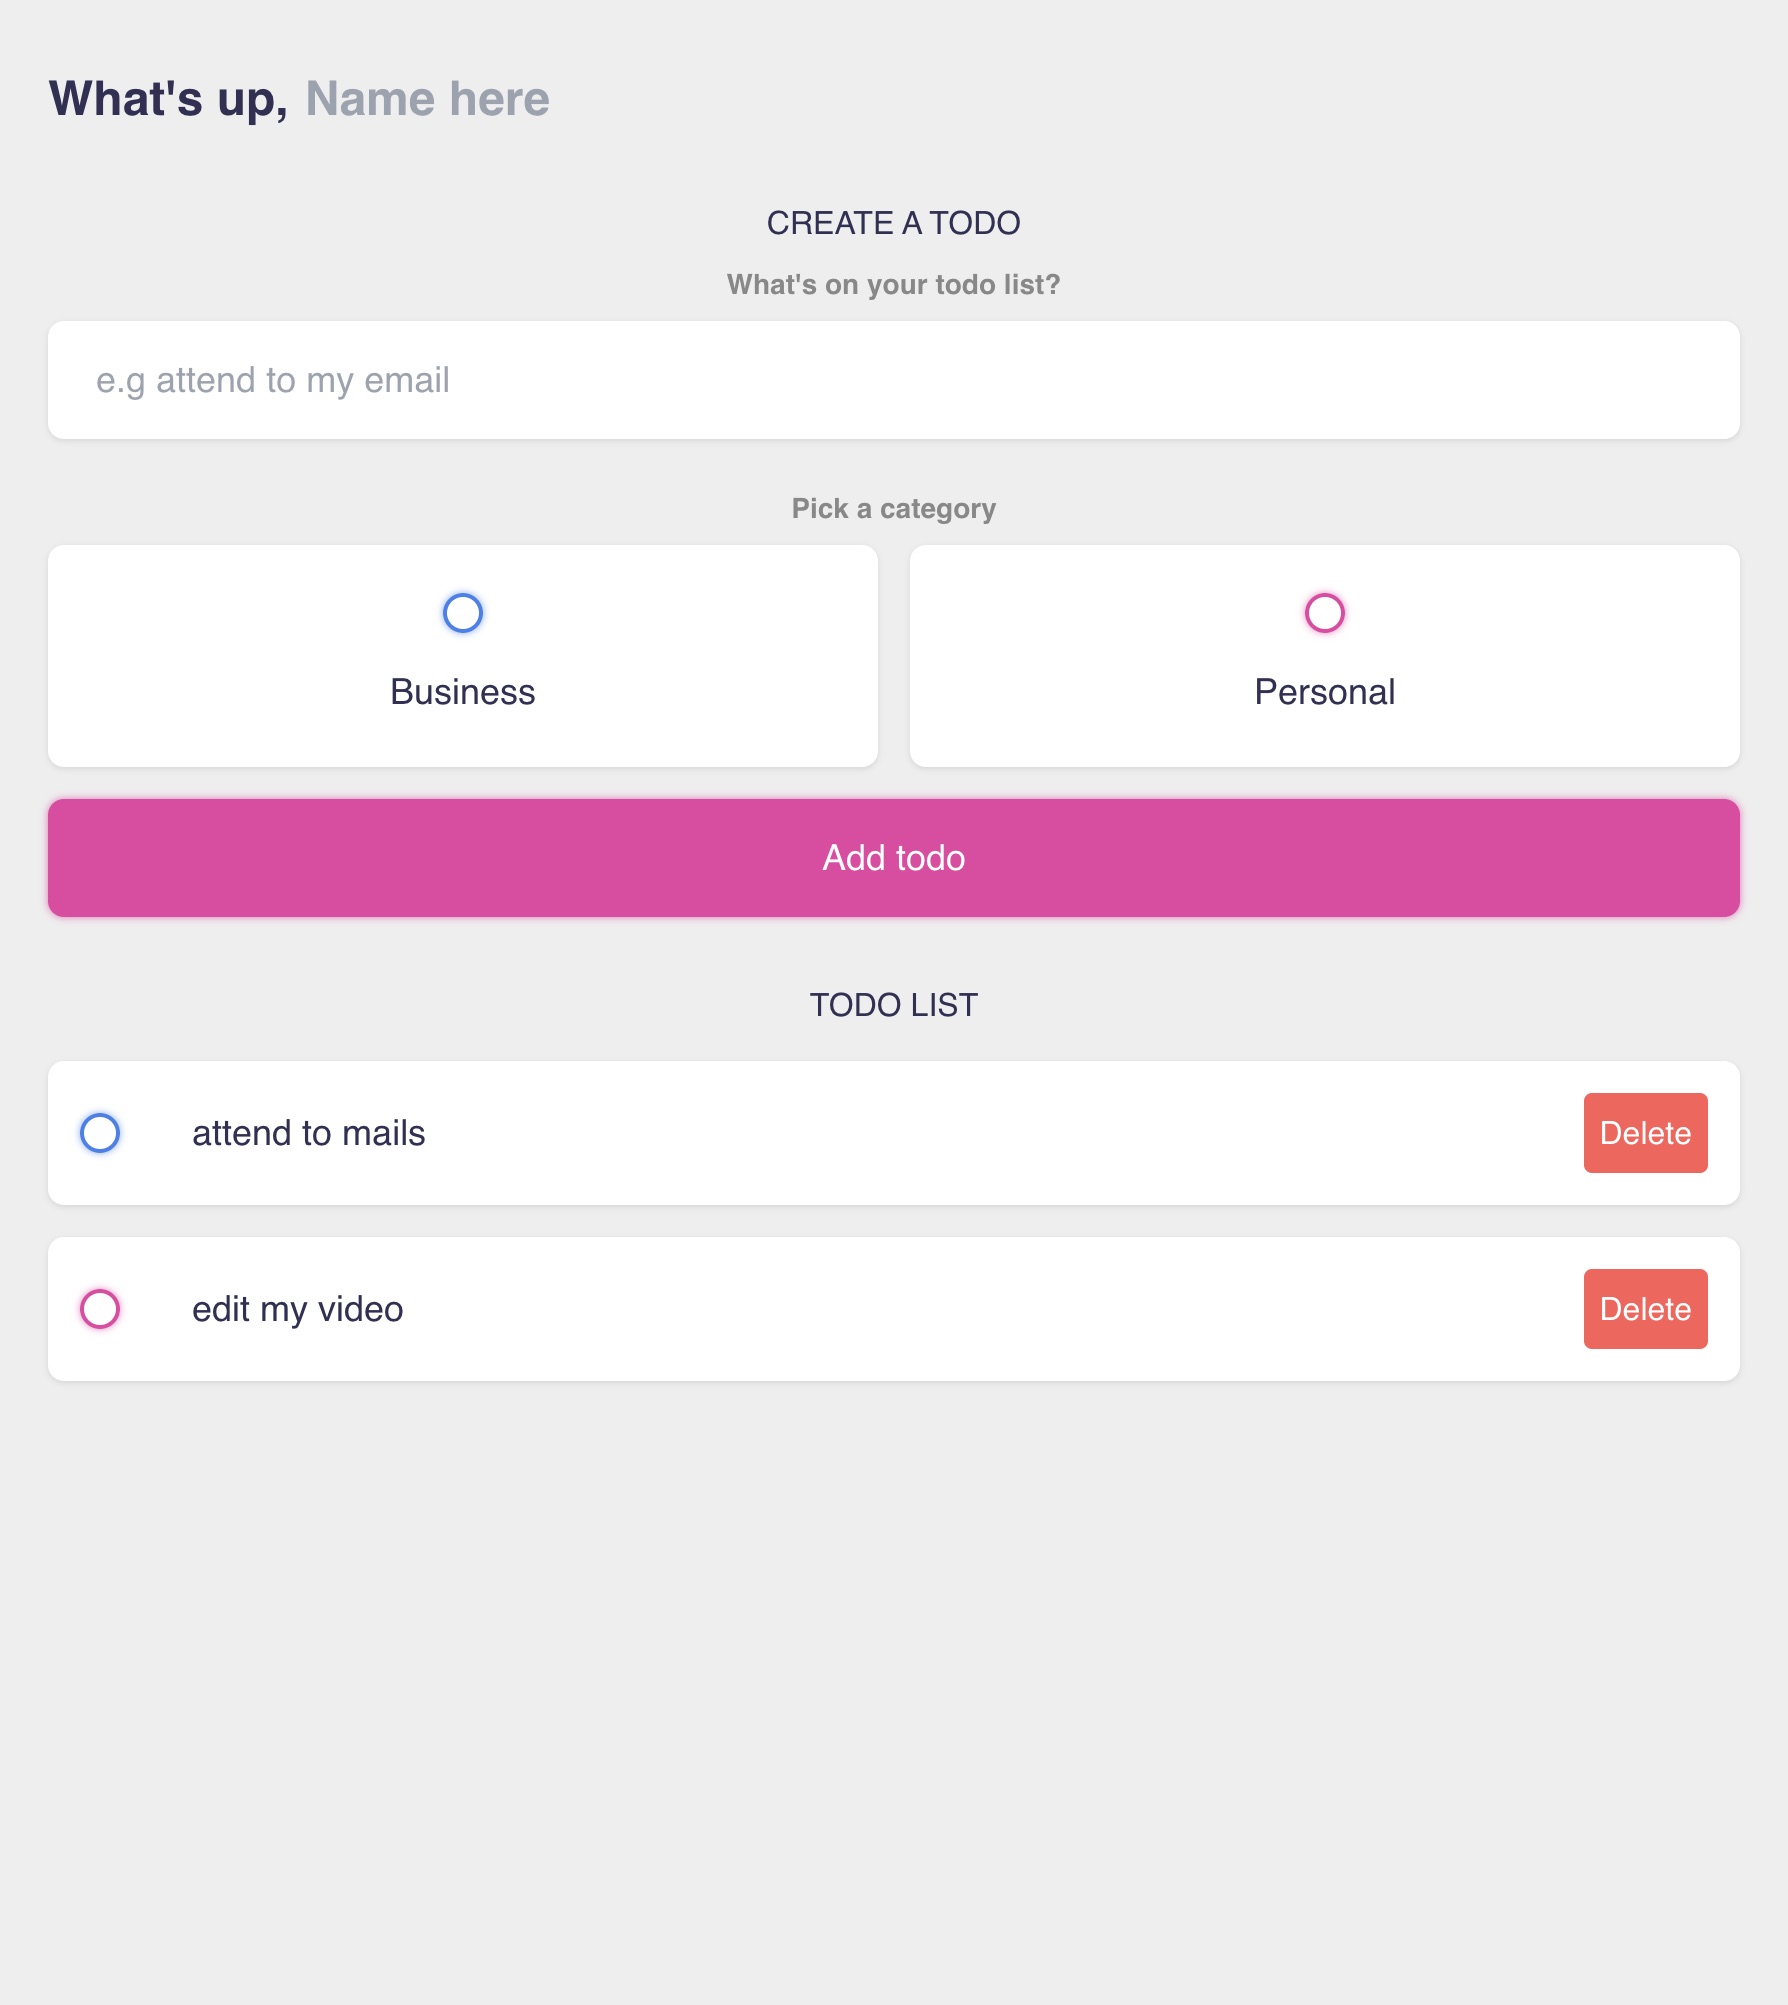 What's up, Name here
CREATE A TODO
What's on your todo list?
e.g attend to my email
Pick a category
Business
Personal
Add todo
TODO LIST
attend to mails
Delete
edit my video
Delete